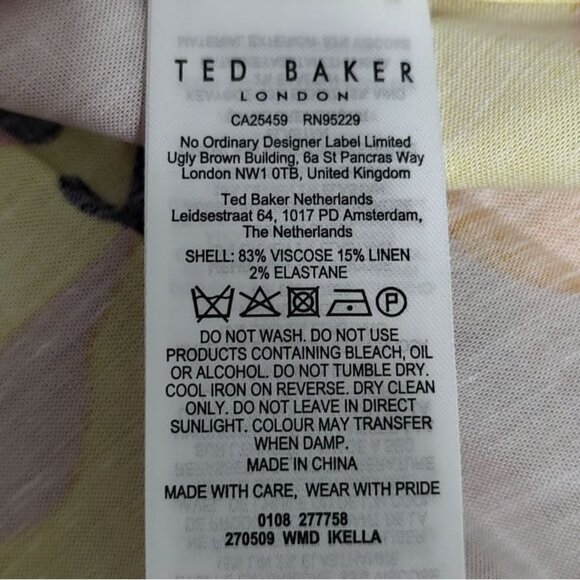 TED BAKER
LONDON
CA25459 RN95229
No Ordinary Designer Label Limited
Ugly Brown Building, 6a St Pancras Way
London NW1 0TB, United Kingdom
Ted Baker Netherlands
Leidsestraat 64, 1017 PD Amsterdam,
The Netherlands
SHELL: 83% VISCOSE 15% LINEN
2% ELASTANE
P
DO NOT WASH. DO NOT USE
PRODUCTS CONTAINING BLEACH, OIL
OR ALCOHOL. DO NOT TUMBLE DRY.
COOL IRON ON REVERSE. DRY CLEAN
ONLY. DO NOT LEAVE IN DIRECT
SUNLIGHT. COLOUR MAY TRANSFER
WHEN DAMP.
MADE IN CHINA
MADE WITH CARE, WEAR WITH PRIDE
0108 277758
270509 WMD IKELLA